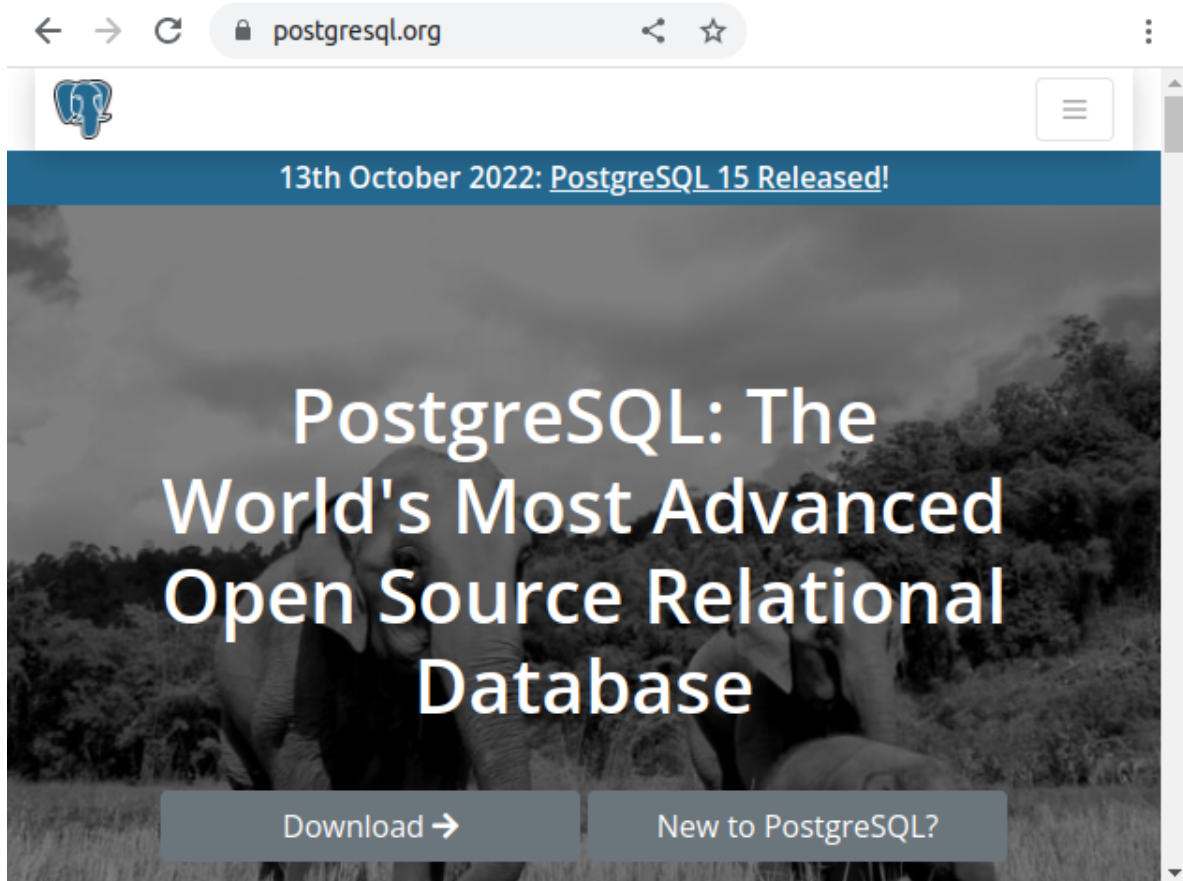 postgresql.org
13th October 2022: PostgreSQL 15 Released!
PostgreSQL: The
World's Most Advanced
Open Source Relational
Database
Download →
New to PostgreSQL?